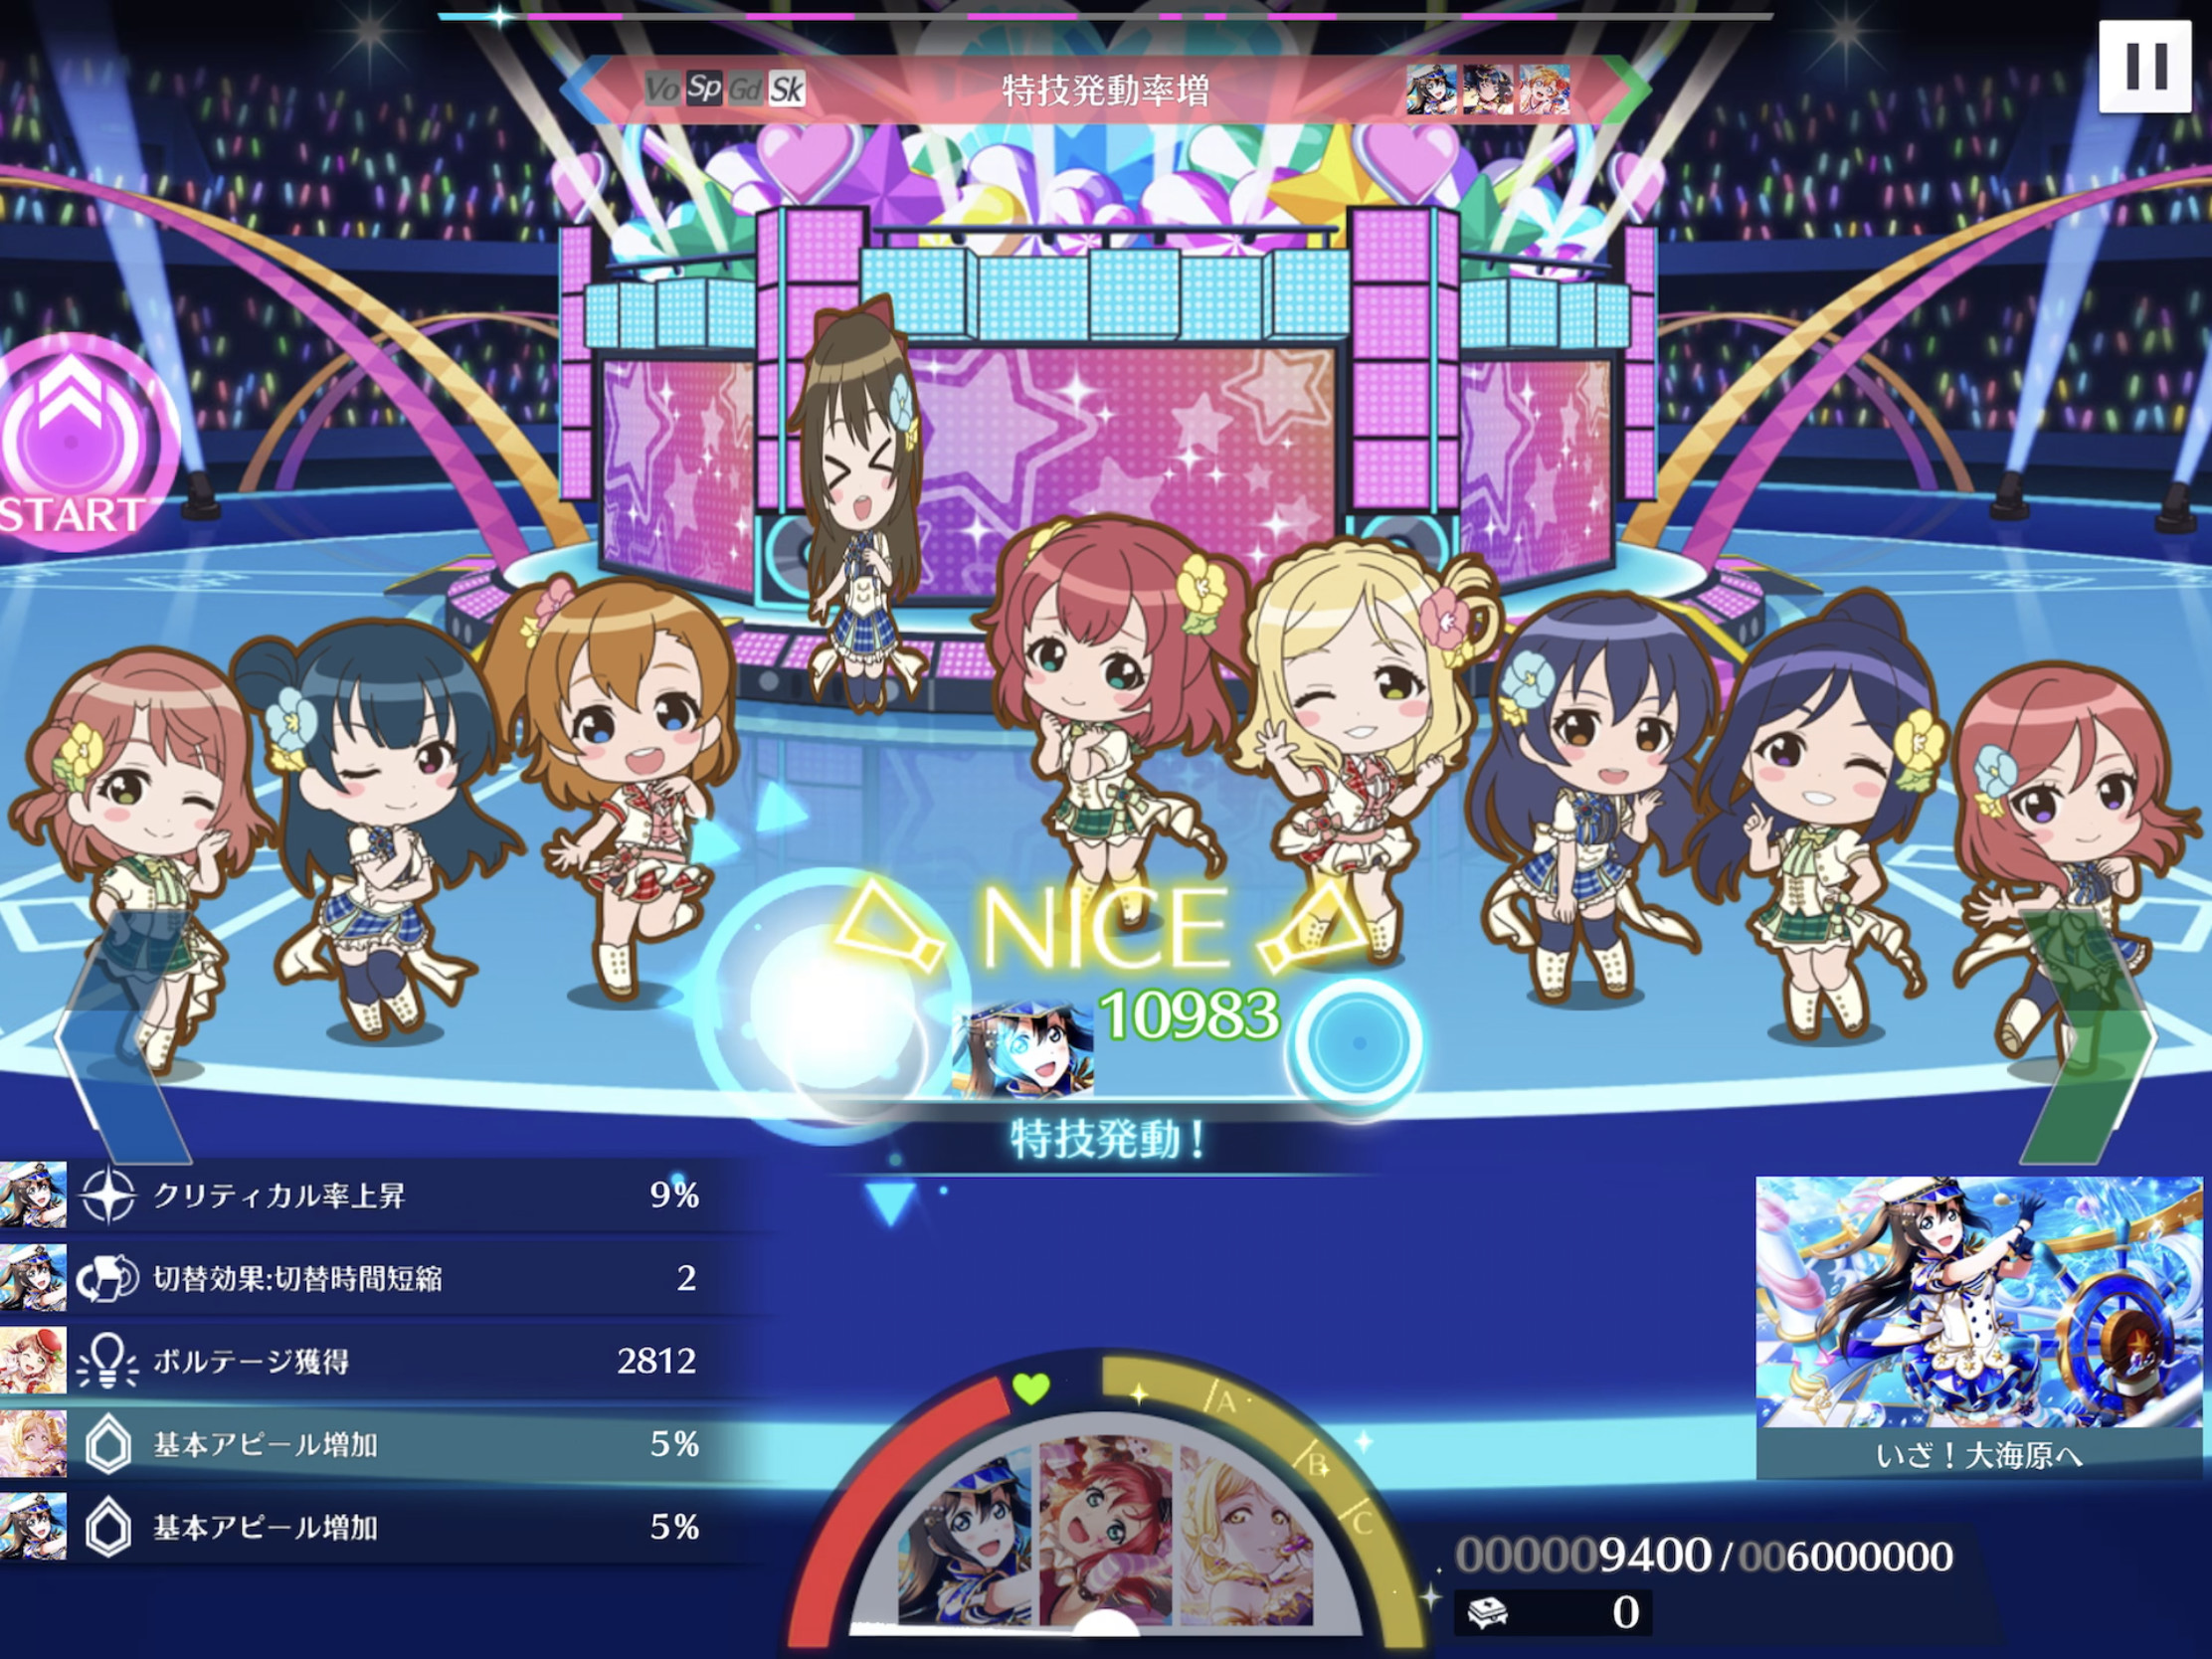 Vo Sp Gd Sk
特技発動率増
START
NICE
10983
特技発動!
クリティカル率上昇 9%
切替効果:切替時間短縮 2
ボルテージ獲得 2812
基本アピール増加 5%
基本アピール増加 5%
A
B
C
いざ!大海原へ
000009400/006000000
0